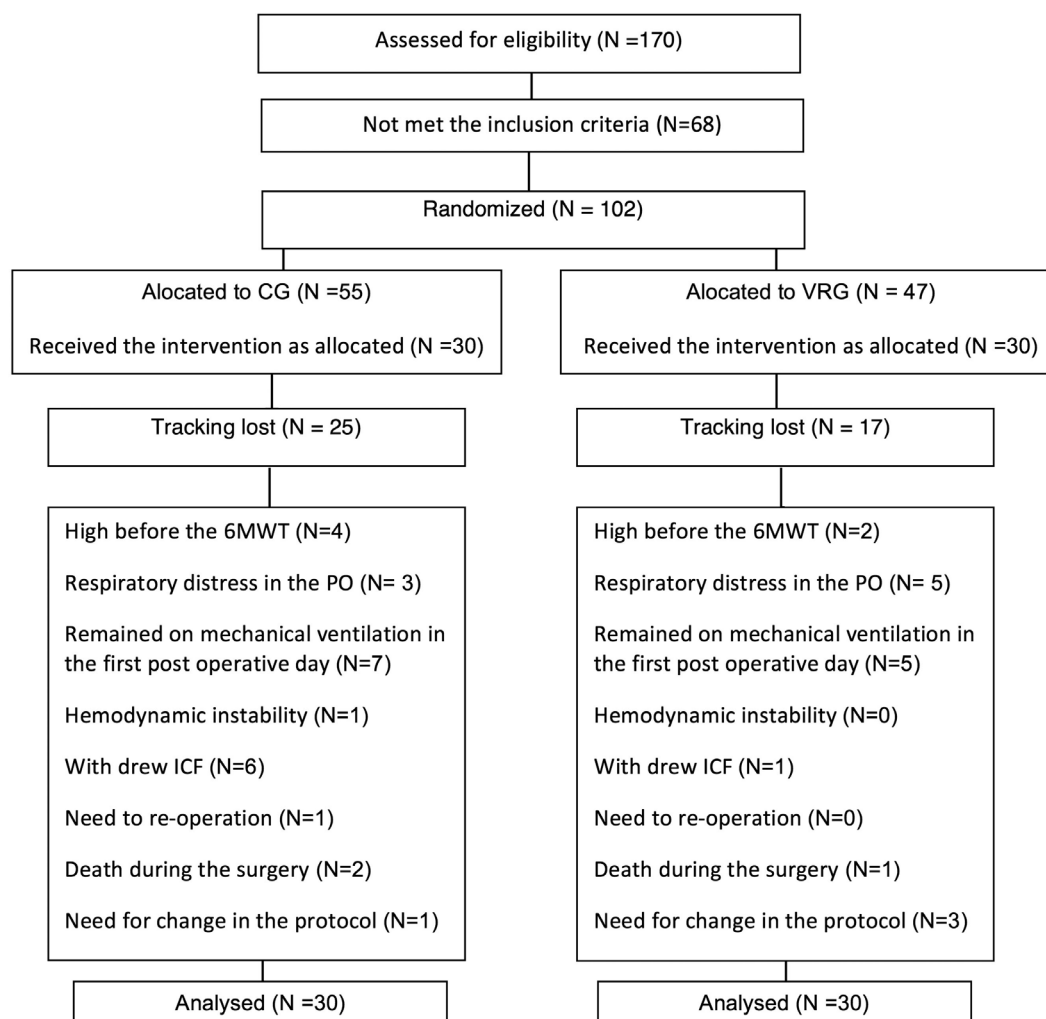 Assessed for eligibility (N =170)
Not met the inclusion criteria (N=68)
Randomized (N = 102)
Alocated to CG (N =55)
Received the intervention as allocated (N =30)
Alocated to VRG (N = 47)
Received the intervention as allocated (N =30)
Tracking lost (N = 25)
Tracking lost (N = 17)
High before the 6MWT (N=4)
Respiratory distress in the PO (N= 3)
Remained on mechanical ventilation in
the first post operative day (N=7)
Hemodynamic instability (N=1)
With drew ICF (N=6)
Need to re-operation (N=1)
Death during the surgery (N=2)
Need for change in the protocol (N=1)
High before the 6MWT (N=2)
Respiratory distress in the PO (N= 5)
Remained on mechanical ventilation in
the first post operative day (N=5)
Hemodynamic instability (N=0)
With drew ICF (N=1)
Need to re-operation (N=0)
Death during the surgery (N=1)
Need for change in the protocol (N=3)
Analysed (N =30)
Analysed (N =30)